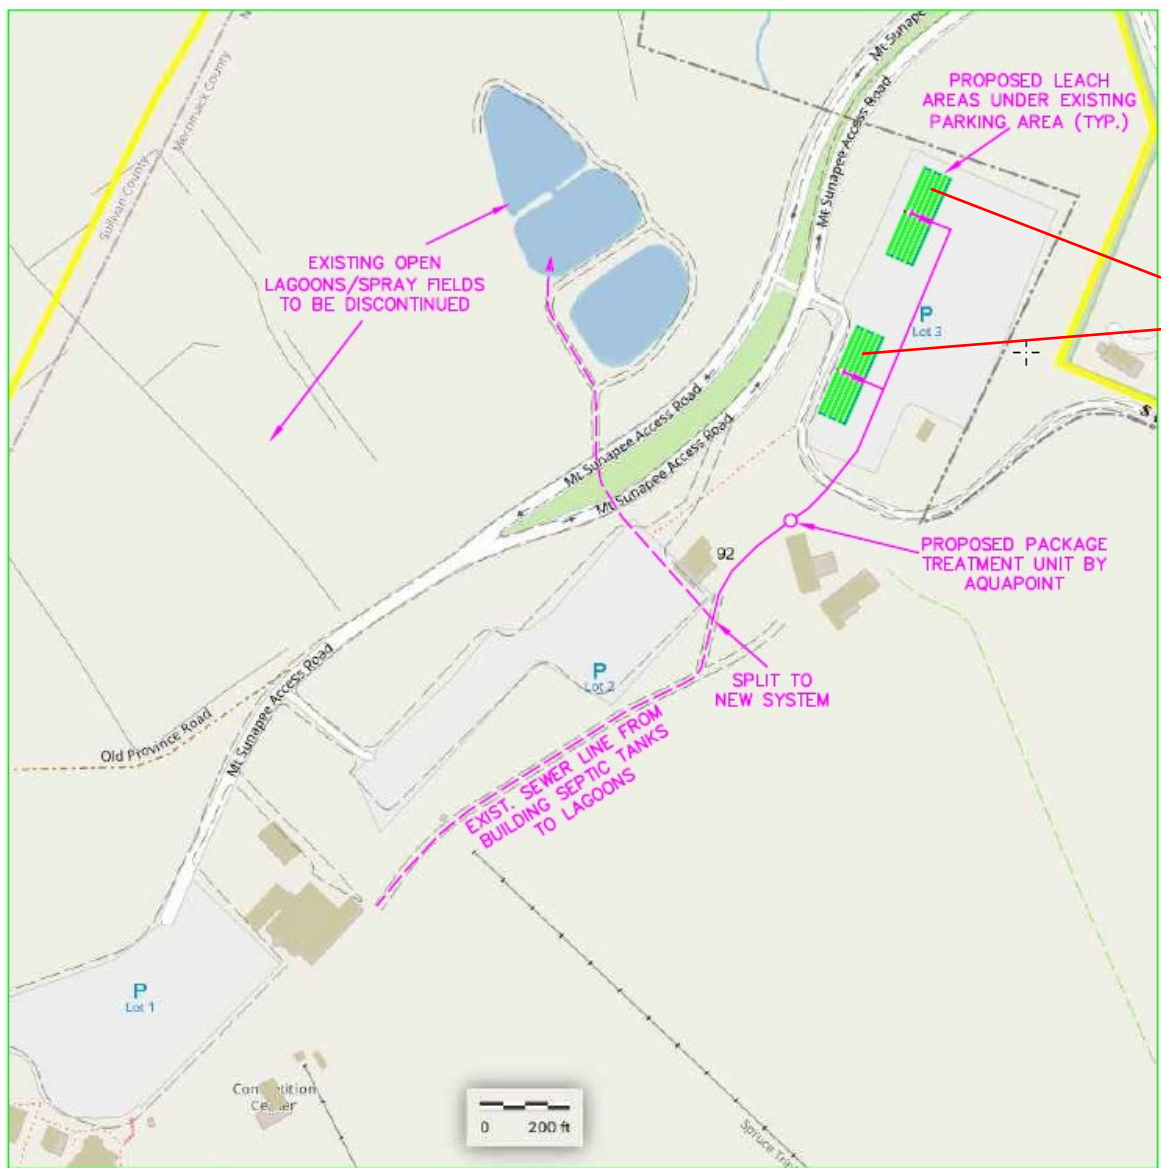 Mt Sunapee
Merrimack County
Sullivan County
Mt Sunapee Access Road
PROPOSED LEACH
AREAS UNDER EXISTING
PARKING AREA (TYP.)
EXISTING OPEN
LAGOONS/SPRAY FIELDS
TO BE DISCONTINUED
P
Lot 3
Mt Sunapee Access Road
Mt Sunapee Access Road
92
PROPOSED PACKAGE
TREATMENT UNIT BY
AQUAPOINT
SPLIT TO
NEW SYSTEM
P
Lot 2
Old Province Road
Mt Sunapee Access Road
EXIST. SEWER LINE FROM
BUILDING SEPTIC TANKS
TO LAGOONS
P
Lot 1
Competition
Center
0 200 ft
Spruce